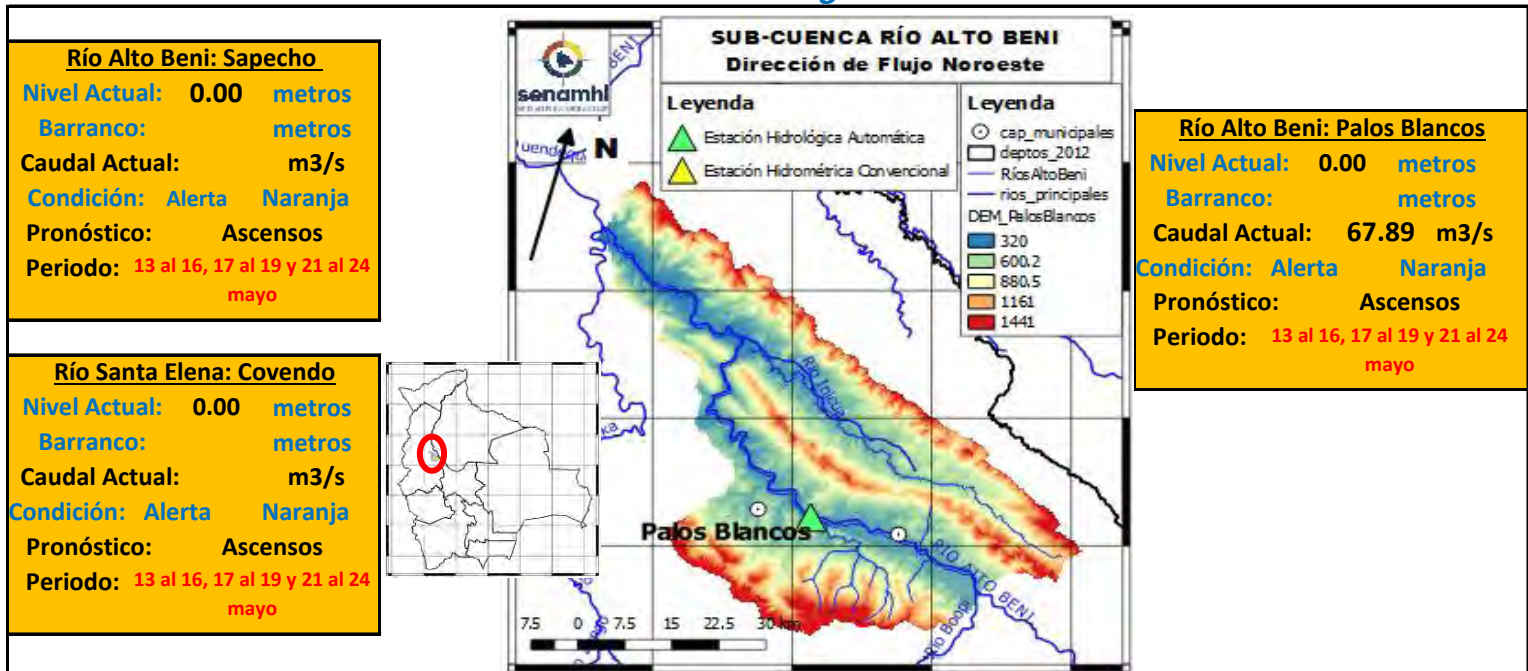 Río Alto Beni: Sapecho
Nivel Actual: 0.00 metros
Barranco: metros
Caudal Actual: m3/s
Condición: Alerta Naranja
Pronóstico: Ascensos
Periodo: 13 al 16, 17 al 19 y 21 al 24
mayo
Río Santa Elena: Covendo
Nivel Actual: 0.00 metros
Barranco: metros
Caudal Actual: m3/s
Condición: Alerta Naranja
Pronóstico: Ascensos
Periodo: 13 al 16, 17 al 19 y 21 al 24
mayo
senamhi
N
SUB-CUENCA RÍO ALTO BENI
Dirección de Flujo Noroeste
Leyenda
Estación Hidrológica Automática
Estación Hidrométrica Convencional
Leyenda
cap_municipales
deptos_2012
RíosAltoBeni
rios_principales
DEM_PalosBlancos
320
600.2
880.5
1161
1441
BENI
Palos Blancos
RIO ALTO BENI
7.5 0 7.5 15 22.5 30 km
Río Alto Beni: Palos Blancos
Nivel Actual: 0.00 metros
Barranco: metros
Caudal Actual: 67.89 m3/s
Condición: Alerta Naranja
Pronóstico: Ascensos
Periodo: 13 al 16, 17 al 19 y 21 al 24
mayo